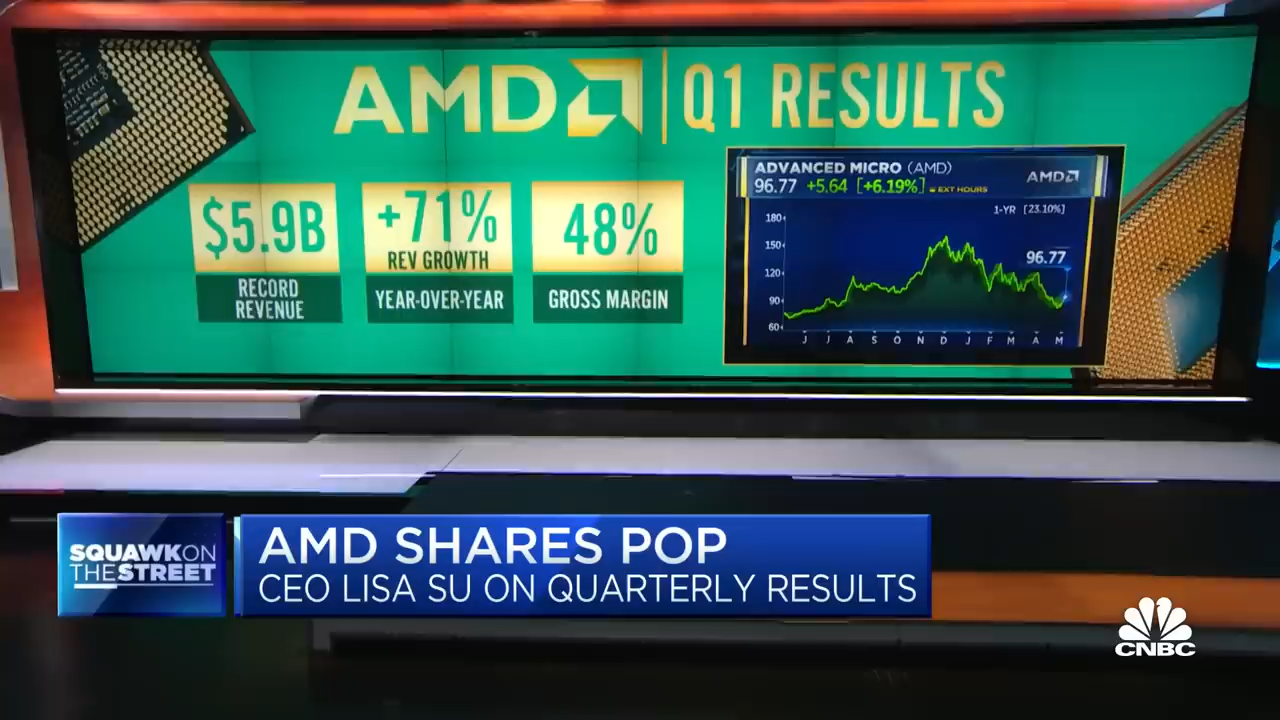 AMD | Q1 RESULTS
$5.9B
RECORD
REVENUE
+71%
REV GROWTH
YEAR-OVER-YEAR
48%
GROSS MARGIN
ADVANCED MICRO (AMD)
96.77 +5.64 [+6.19%] EXT HOURS
AMD
1-YR [23.10%]
180
150
120
90
60
96.77
J J A S O N D J F M A M
SQUAWK ON
THE STREET
AMD SHARES POP
CEO LISA SU ON QUARTERLY RESULTS
CNBC